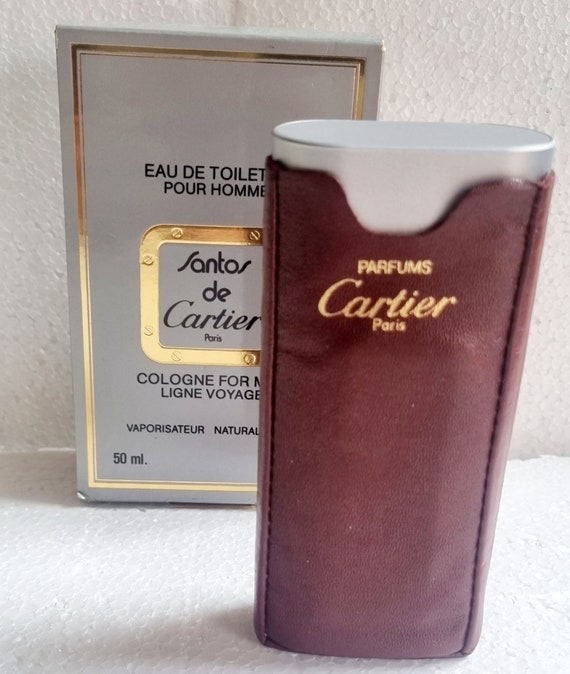 EAU DE TOILET
POUR HOMME
Santos
de
Cartier
Paris
COLOGNE FOR M
LIGNE VOYAGE
VAPORISATEUR NATURAL
50 ml.
PARFUMS
Cartier
Paris